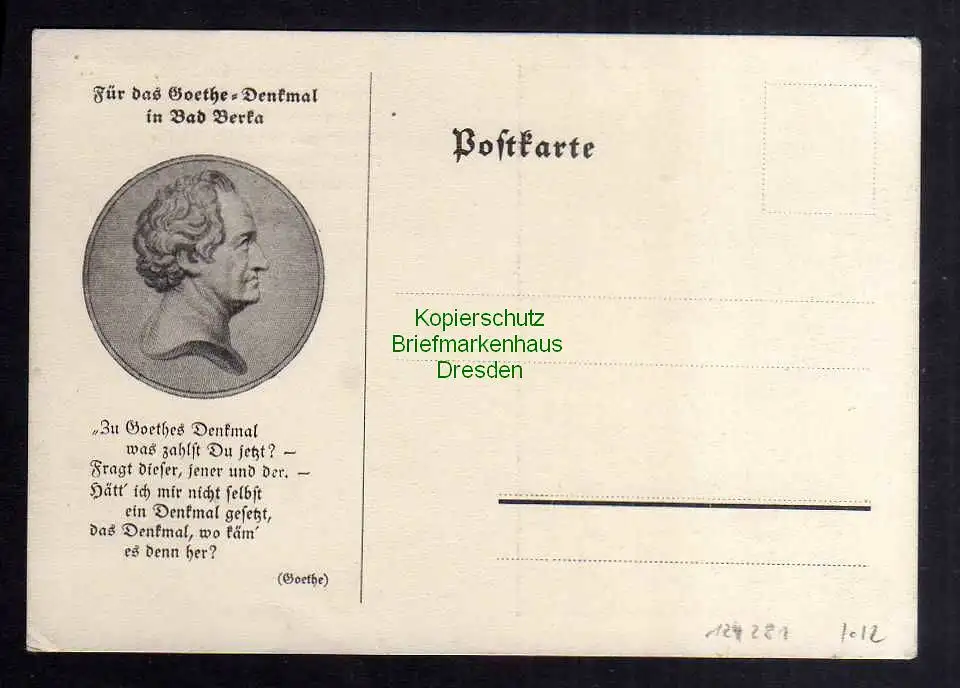 Für das Goethe-Denkmal
in Bad Berka
Postkarte
Kopierschutz
Briefmarkenhaus
Dresden
„Zu Goethes Denkmal
was zahlst Du jetzt? —
Fragt dieser, jener und der. —
Hätt' ich mir nicht selbst
ein Denkmal gesetzt,
das Denkmal, wo käm'
es denn her?
(Goethe)
124281